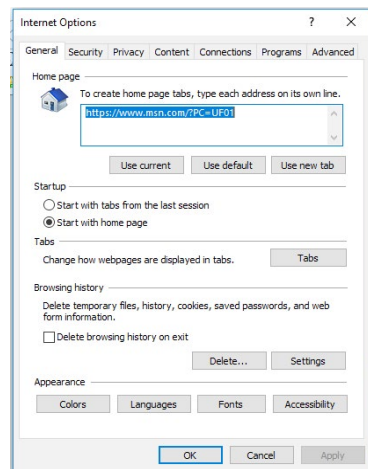 Internet Options ? X
General Security Privacy Content Connections Programs Advanced
Home page
To create home page tabs, type each address on its own line.
https://www.msn.com/?PC=UF01
Use current Use default Use new tab
Startup
Start with tabs from the last session
Start with home page
Tabs
Change how webpages are displayed in tabs. Tabs
Browsing history
Delete temporary files, history, cookies, saved passwords, and web
form information.
Delete browsing history on exit
Delete... Settings
Appearance
Colors Languages Fonts Accessibility
OK Cancel Apply